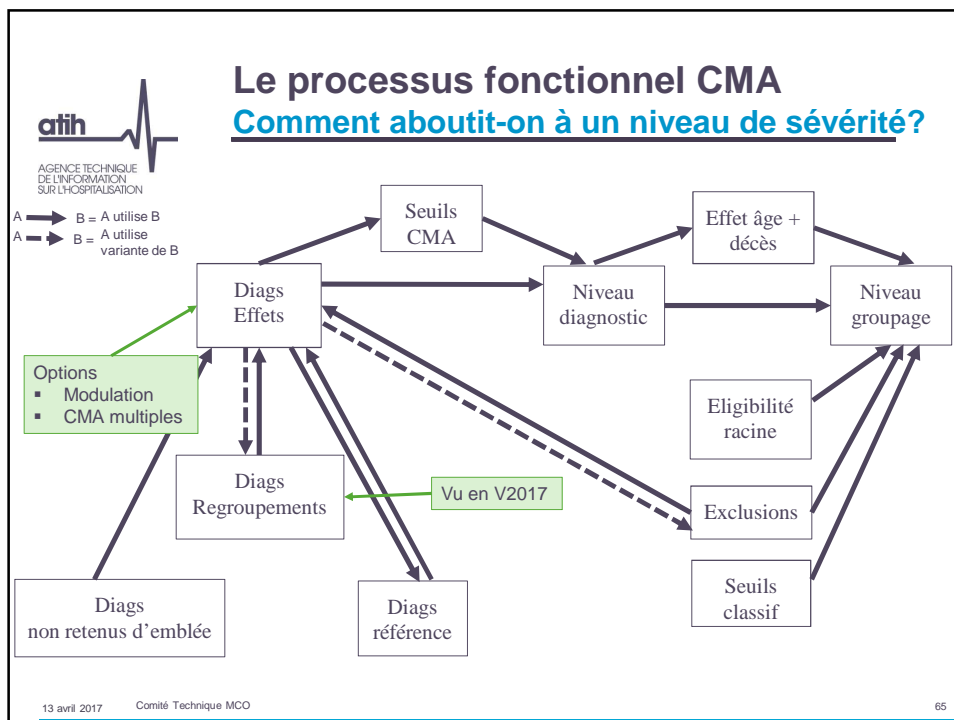 Le processus fonctionnel CMA
Comment aboutit-on à un niveau de sévérité?
atih
AGENCE TECHNIQUE
DE L'INFORMATION
SUR L'HOSPITALISATION
A B = A utilise B
A B = A utilise
variante de B
Seuils
CMA
Effet âge +
décès
Diags
Effets
Niveau
diagnostic
Niveau
groupage
Options
▪ Modulation
▪ CMA multiples
Eligibilité
racine
Diags
Regroupements
Vu en V2017
Exclusions
Diags
non retenus d'emblée
Diags
référence
Seuils
classif
13 avril 2017 Comité Technique MCO 65